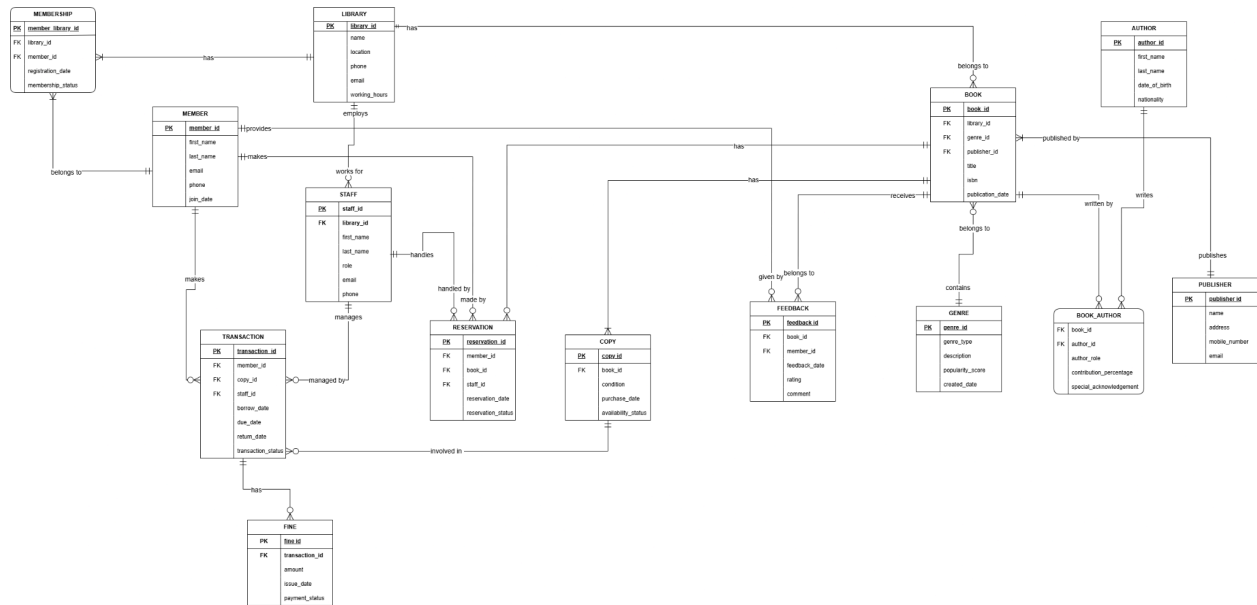 MEMBERSHIP
PK member_library_id
FK library_id
FK member_id
registration_date
membership_status
LIBRARY
PK library_id
name
location
phone
email
working_hours
AUTHOR
PK author_id
first_name
last_name
date_of_birth
nationality
BOOK
PK book_id
FK library_id
FK genre_id
FK publisher_id
title
isbn
publication_date
MEMBER
PK member_id
first_name
last_name
email
phone
join_date
STAFF
PK staff_id
FK library_id
first_name
last_name
role
email
phone
TRANSACTION
PK transaction_id
FK member_id
FK copy_id
FK staff_id
borrow_date
due_date
return_date
transaction_status
RESERVATION
PK reservation_id
FK member_id
FK book_id
FK staff_id
reservation_date
reservation_status
COPY
PK copy_id
FK book_id
condition
purchase_date
availability_status
FEEDBACK
PK feedback_id
FK book_id
FK member_id
feedback_date
rating
comment
GENRE
PK genre_id
genre_type
description
popularity_score
created_date
BOOK_AUTHOR
FK book_id
FK author_id
author_role
contribution_percentage
special_acknowledgement
PUBLISHER
PK publisher_id
name
address
mobile_number
email
FINE
PK fine_id
FK transaction_id
amount
issue_date
payment_status
has
has
belongs to
employs
works for
provides
makes
belongs to
makes
handles
handled by
made by
manages
managed by
has
has
receives
given by
belongs to
belongs to
contains
written by
writes
published by
publishes
involved in
has